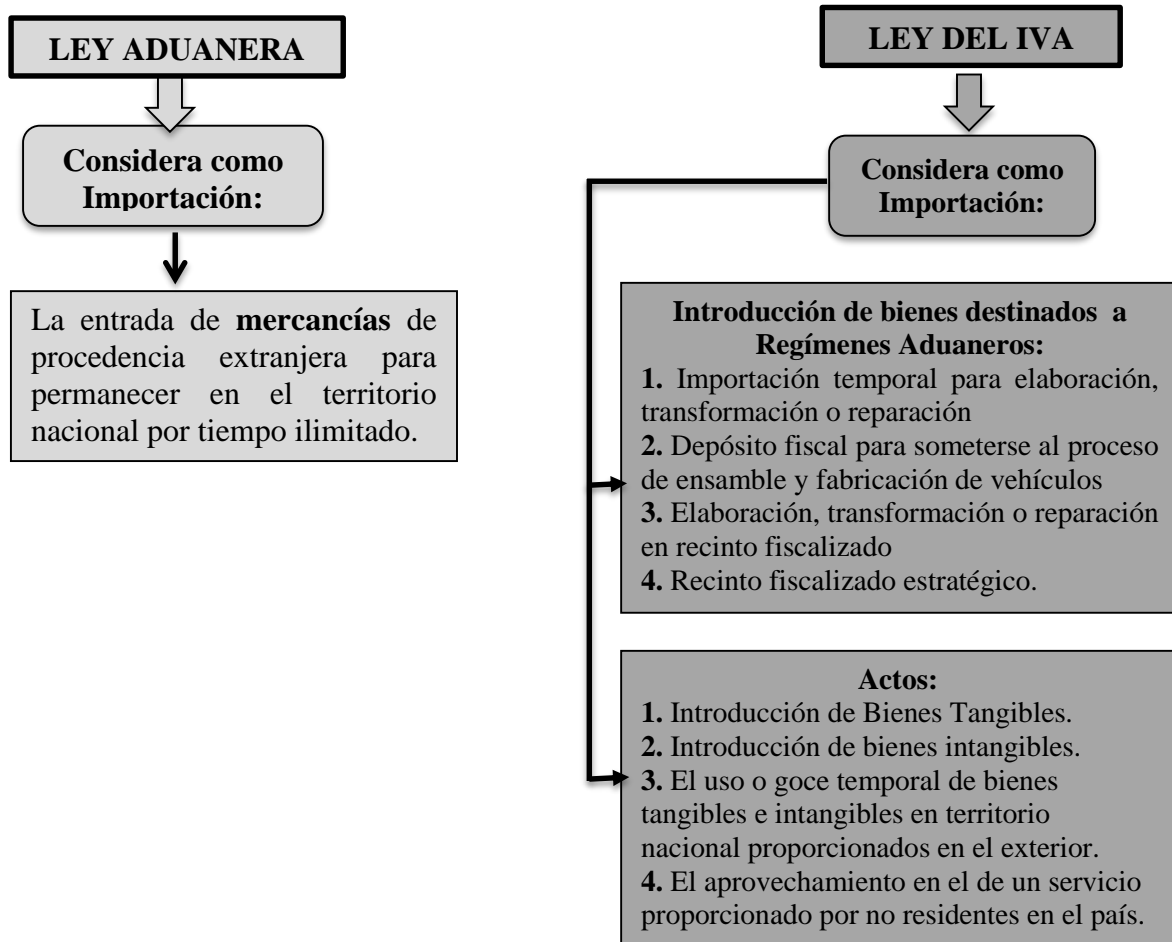 LEY ADUANERA
Considera como
Importación:
La entrada de mercancías de
procedencia extranjera para
permanecer en el territorio
nacional por tiempo ilimitado.
LEY DEL IVA
Considera como
Importación:
Introducción de bienes destinados a
Regímenes Aduaneros:
1. Importación temporal para elaboración,
transformación o reparación
2. Depósito fiscal para someterse al proceso
de ensamble y fabricación de vehículos
3. Elaboración, transformación o reparación
en recinto fiscalizado
4. Recinto fiscalizado estratégico.
Actos:
1. Introducción de Bienes Tangibles.
2. Introducción de bienes intangibles.
3. El uso o goce temporal de bienes
tangibles e intangibles en territorio
nacional proporcionados en el exterior.
4. El aprovechamiento en el de un servicio
proporcionado por no residentes en el país.